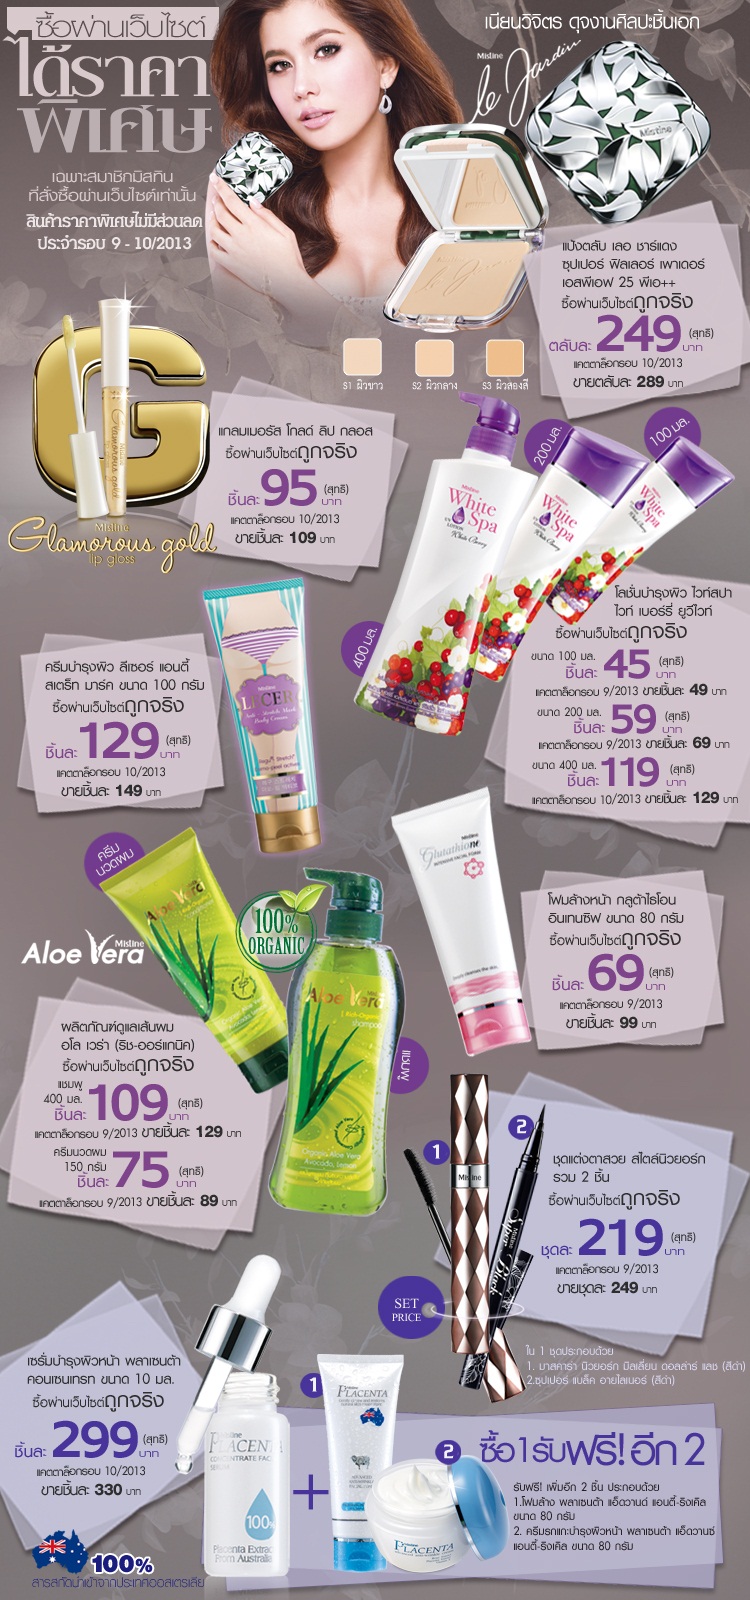 ซื้อผ่านเว็บไซต์
ได้ราคา
พิเศษ
เฉพาะสมาชิกมิสทิน
ที่สั่งซื้อผ่านเว็บไซต์เท่านั้น
สินค้าราคาพิเศษไม่มีส่วนลด
ประจำรอบ 9 - 10/2013
เนียนวิจิตร ดุจงานศิลปะชิ้นเอก
Mistine
le Jardin
Mistine
แป้งตลับ เลอ ชาร์แดง
ซุปเปอร์ ฟิลเลอร์ เพาเดอร์
เอสพีเอฟ 25 พีเอ++
ซื้อผ่านเว็บไซต์ถูกจริง
ตลับละ 249 (สุทธิ) บาท
แคตตาล็อกรอบ 10/2013
ขายตลับละ 289 บาท
S1 ผิวขาว
S2 ผิวกลาง
S3 ผิวสองสี
Mistine
Glamorous gold
lip gloss
แกลมเมอรัส โกลด์ ลิป กลอส
ซื้อผ่านเว็บไซต์ถูกจริง
ชิ้นละ 95 (สุทธิ) บาท
แคตตาล็อกรอบ 10/2013
ขายชิ้นละ 109 บาท
400 มล.
200 มล.
100 มล.
Mistine
White Spa
UV WHITE LOTION
White Berry
White Spa
White Spa
โลชั่นบำรุงผิว ไวท์สปา
ไวท์ เบอร์รี่ ยูวีไวท์
ซื้อผ่านเว็บไซต์ถูกจริง
ขนาด 100 มล.
ชิ้นละ 45 (สุทธิ) บาท
แคตตาล็อกรอบ 9/2013 ขายชิ้นละ 49 บาท
ขนาด 200 มล.
ชิ้นละ 59 (สุทธิ) บาท
แคตตาล็อกรอบ 9/2013 ขายชิ้นละ 69 บาท
ขนาด 400 มล.
ชิ้นละ 119 (สุทธิ) บาท
แคตตาล็อกรอบ 10/2013 ขายชิ้นละ 129 บาท
ครีมบำรุงผิว ลีเซอร์ แอนตี้
สเตร็ท มาร์ค ขนาด 100 กรัม
ซื้อผ่านเว็บไซต์ถูกจริง
ชิ้นละ 129 (สุทธิ) บาท
แคตตาล็อกรอบ 10/2013
ขายชิ้นละ 149 บาท
Mistine
Anti - Stretch Mark
Body Cream
Mistine
Glutathione
INTENSIVE FACIAL FOAM
โฟมล้างหน้า กลูต้าไธโอน
อินเทนซิฟ ขนาด 80 กรัม
ซื้อผ่านเว็บไซต์ถูกจริง
ชิ้นละ 69 (สุทธิ) บาท
แคตตาล็อกรอบ 9/2013
ขายชิ้นละ 99 บาท
ครีมนวดผม
Aloe Vera
100%
ORGANIC
Mistine
Aloe Vera
Aloe Vera
Rich-Organic
shampoo
Organic Aloe Vera
Avocado, Lemon
แชมพู
ผลิตภัณฑ์ดูแลเส้นผม
อโล เวร่า (ริช-ออร์แกนิค)
ซื้อผ่านเว็บไซต์ถูกจริง
แชมพู
400 มล.
ชิ้นละ 109 (สุทธิ) บาท
แคตตาล็อกรอบ 9/2013 ขายชิ้นละ 129 บาท
ครีมนวดผม
150 กรัม
ชิ้นละ 75 (สุทธิ) บาท
แคตตาล็อกรอบ 9/2013 ขายชิ้นละ 89 บาท
1
2
Mistine
Super Black
SET
PRICE
ชุดแต่งตาสวย สไตล์นิวยอร์ก
รวม 2 ชิ้น
ซื้อผ่านเว็บไซต์ถูกจริง
ชุดละ 219 (สุทธิ) บาท
แคตตาล็อกรอบ 9/2013
ขายชุดละ 249 บาท
ใน 1 ชุดประกอบด้วย
1. มาสคาร่า นิวยอร์ก มิลเลี่ยน ดอลล่าร์ แลช (สีดำ)
2.ซุปเปอร์ แบล็ค อายไลเนอร์ (สีดำ)
เซรั่มบำรุงผิวหน้า พลาเซนต้า
คอนเซนเทรท ขนาด 10 มล.
ซื้อผ่านเว็บไซต์ถูกจริง
ชิ้นละ 299 (สุทธิ) บาท
แคตตาล็อกรอบ 10/2013
ขายชิ้นละ 330 บาท
100%
สารสกัดนำเข้าจากประเทศออสเตรเลีย
Mistine
PLACENTA
CONCENTRATE FACIAL
SERUM
100%
Placenta Extract
From Australia
+
1
PLACENTA
2
PLACENTA
ซื้อ 1 รับฟรี! อีก 2
รับฟรี! เพิ่มอีก 2 ชิ้น ประกอบด้วย
1.โฟมล้าง พลาเซนต้า แอ็ดวานด์ แอนตี้-ริงเคิล
ขนาด 80 กรัม
2. ครีมรกแกะบำรุงผิวหน้า พลาเซนต้า แอ็ดวานซ์
แอนตี้-ริงเคิล ขนาด 80 กรัม